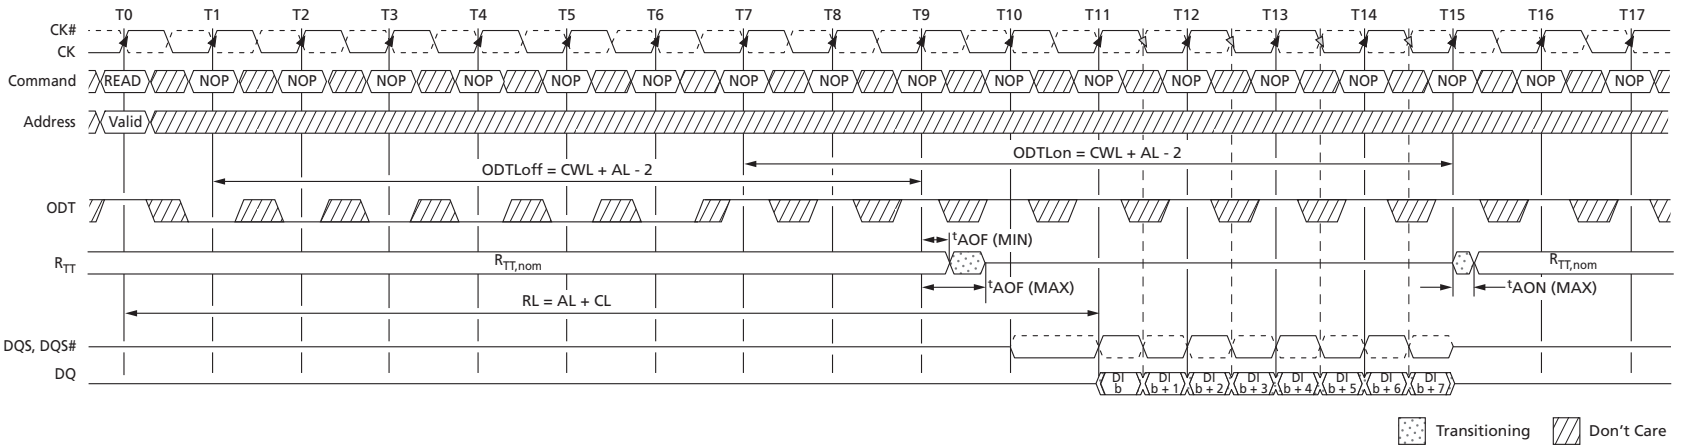 T0 T1 T2 T3 T4 T5 T6 T7 T8 T9 T10 T11 T12 T13 T14 T15 T16 T17
CK#
CK
Command READ NOP NOP NOP NOP NOP NOP NOP NOP NOP NOP NOP NOP NOP NOP NOP NOP NOP
Address Valid
ODTLon = CWL + AL - 2
ODTLoff = CWL + AL - 2
ODT
tAOF (MIN)
RTT RTT,nom RTT,nom
tAOF (MAX) tAON (MAX)
RL = AL + CL
DQS, DQS#
DQ
DI DI DI DI DI DI DI DI
b b + 1 b + 2 b + 3 b + 4 b + 5 b + 6 b + 7
Transitioning Don't Care